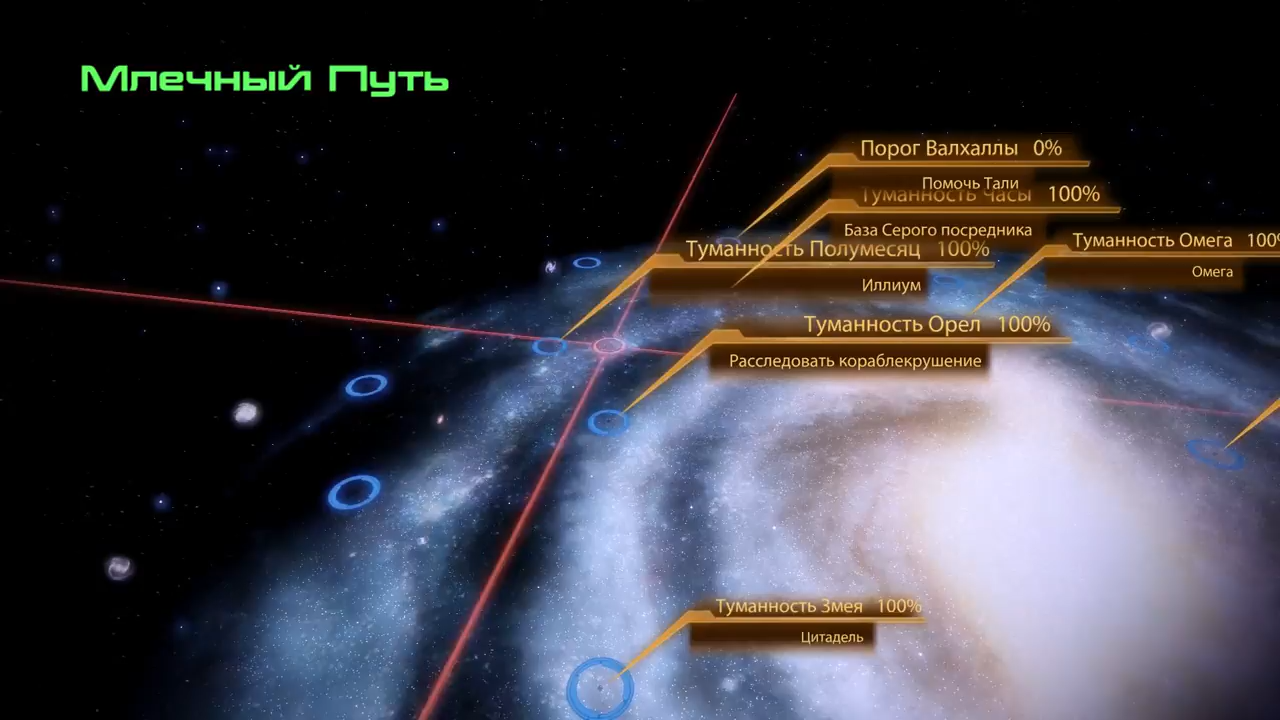 Млечный Путь
Порог Валхаллы 0%
Помочь Тали
Туманность Часы 100%
База Серого посредника
Туманность Полумесяц 100%
Иллиум
Туманность Омега 100%
Омега
Туманность Орел 100%
Расследовать кораблекрушение
Туманность Змея 100%
Цитадель